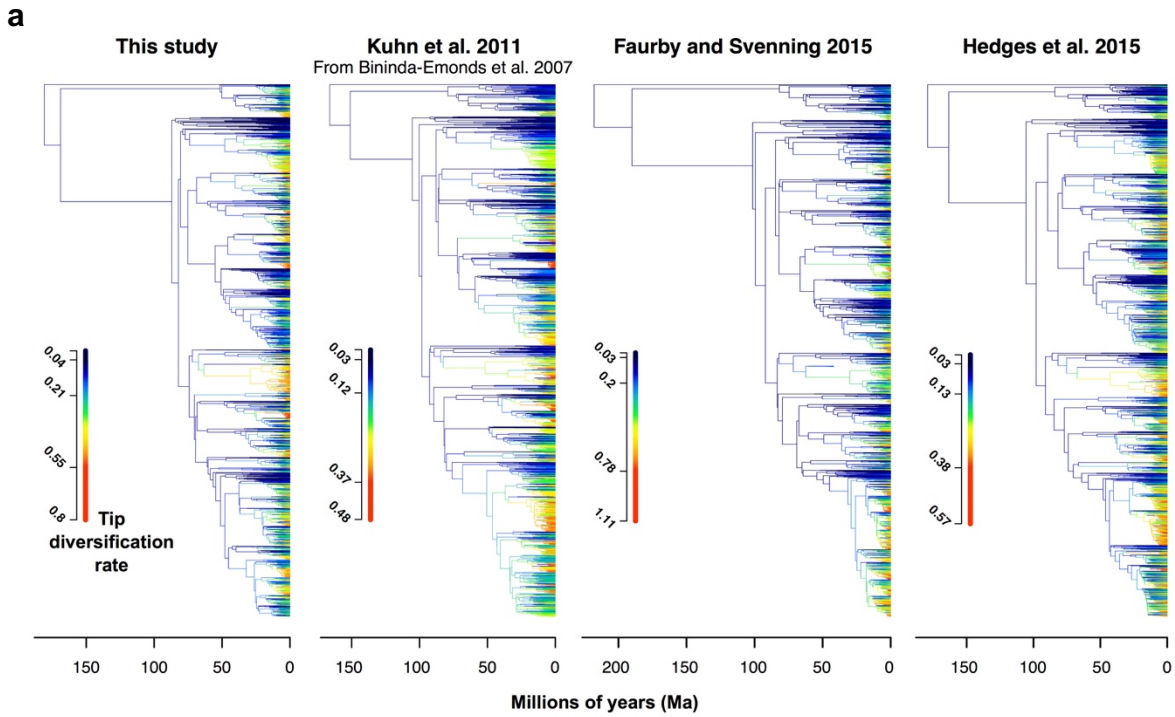 a
This study
Kuhn et al. 2011
From Bininda-Emonds et al. 2007
Faurby and Svenning 2015
Hedges et al. 2015
0.04
0.21
0.55
0.8
Tip
diversification
rate
0.03
0.12
0.37
0.48
0.03
0.2
0.78
1.11
0.03
0.13
0.38
0.57
150 100 50 0
150 100 50 0
200 150 100 50 0
150 100 50 0
Millions of years (Ma)